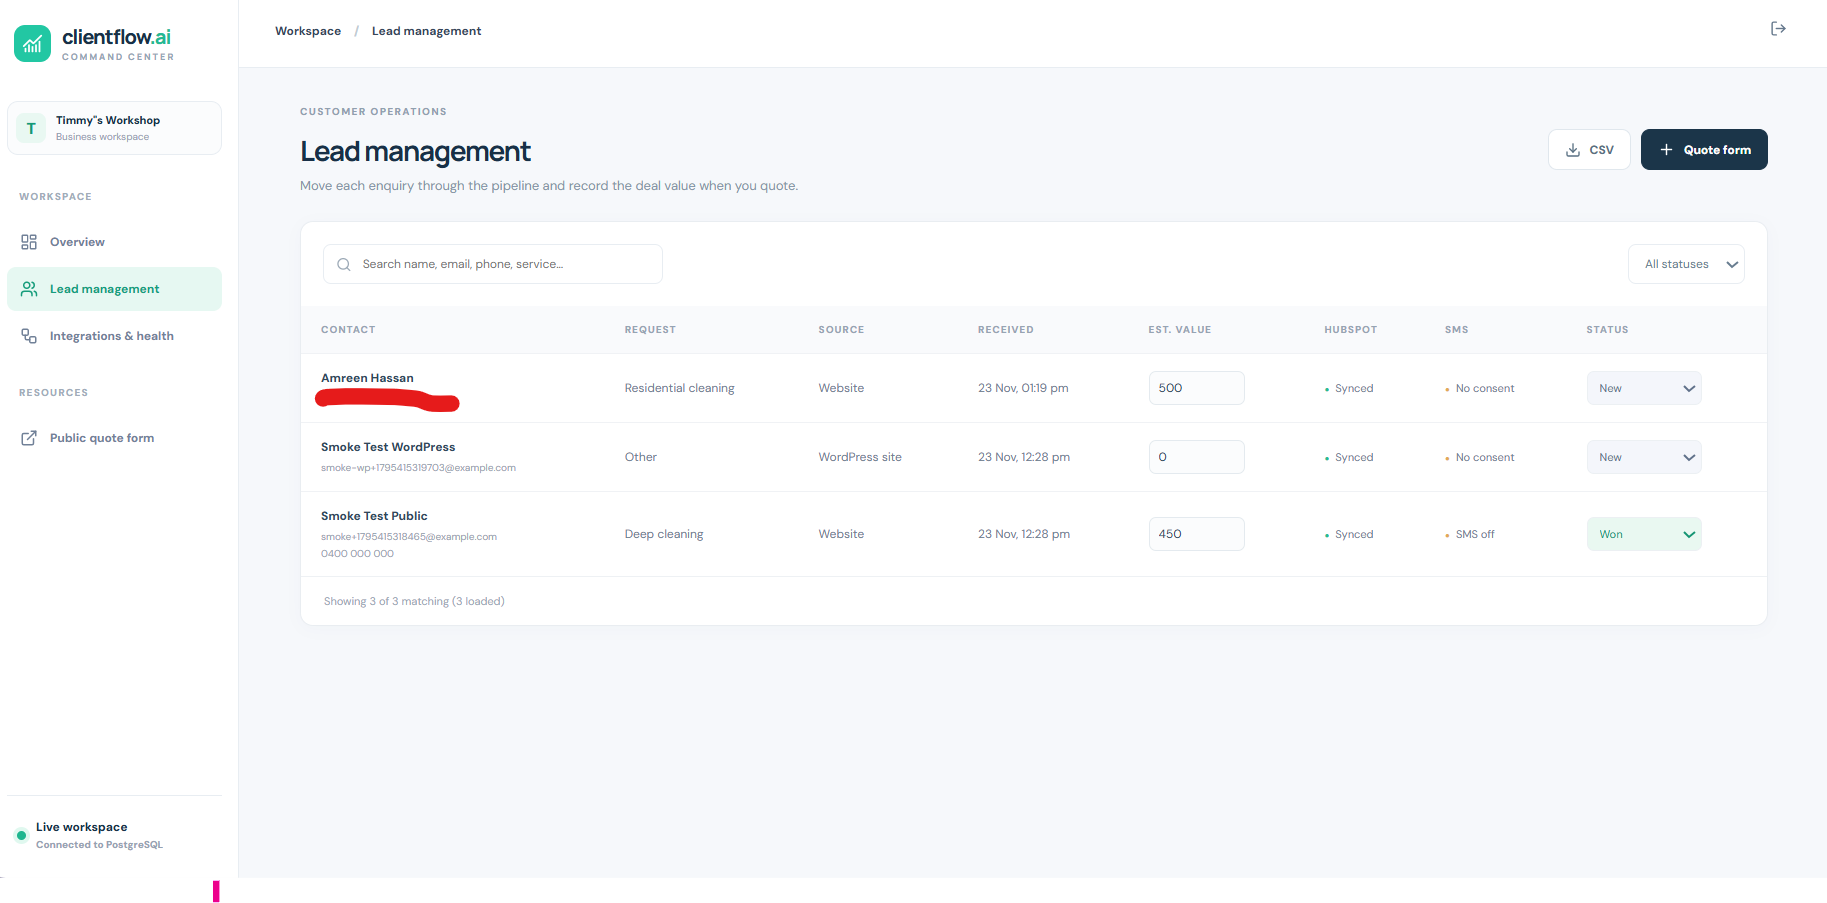 clientflow.ai
COMMAND CENTER
Workspace / Lead management
T
Timmy"s Workshop
Business workspace
WORKSPACE
Overview
Lead management
Integrations & health
RESOURCES
Public quote form
Live workspace
Connected to PostgreSQL
CUSTOMER OPERATIONS
Lead management
Move each enquiry through the pipeline and record the deal value when you quote.
CSV
+ Quote form
Search name, email, phone, service...
All statuses
CONTACT REQUEST SOURCE RECEIVED EST. VALUE HUBSPOT SMS STATUS
Amreen Hassan
Residential cleaning Website 23 Nov, 01:19 pm 500 Synced No consent New
Smoke Test WordPress
smoke-wp+1795415319703@example.com
Other WordPress site 23 Nov, 12:28 pm 0 Synced No consent New
Smoke Test Public
smoke+1795415318465@example.com
0400 000 000
Deep cleaning Website 23 Nov, 12:28 pm 450 Synced SMS off Won
Showing 3 of 3 matching (3 loaded)